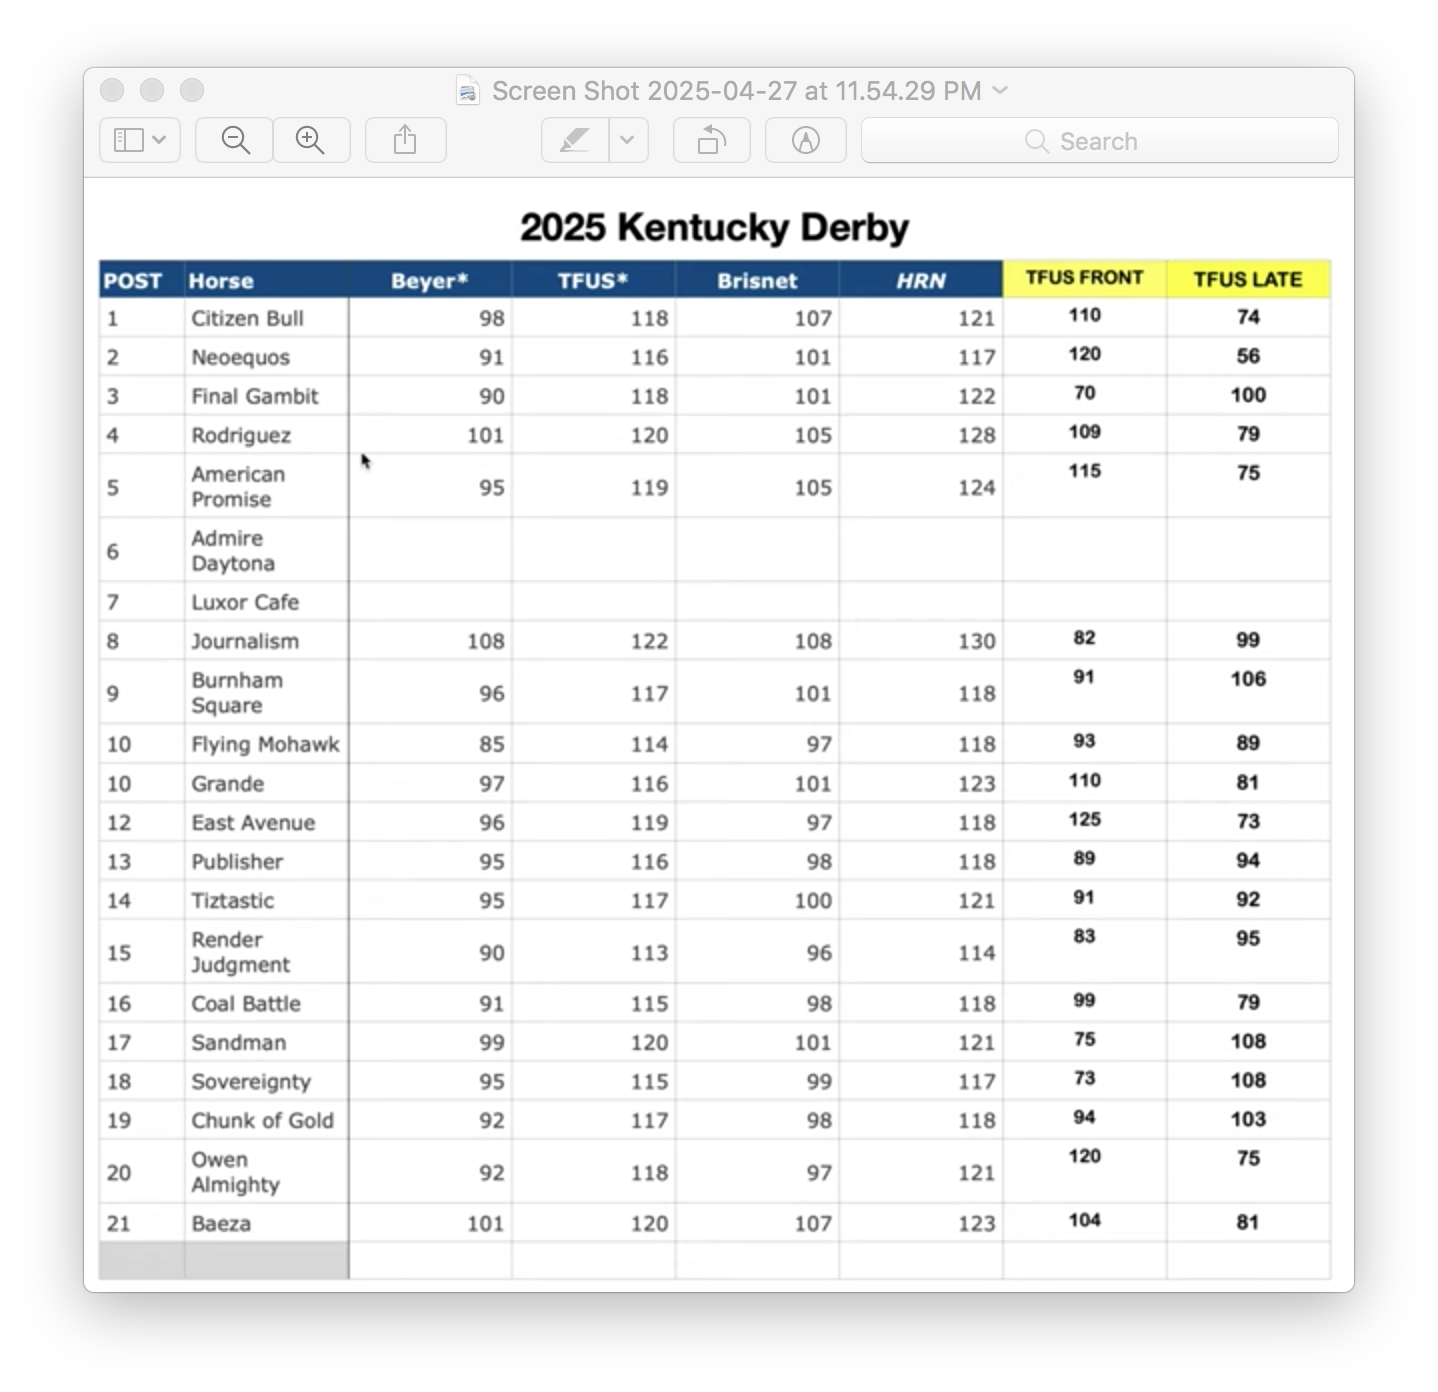 Screen Shot 2025-04-27 at 11.54.29 PM
Search
2025 Kentucky Derby
POST Horse Beyer* TFUS* Brisnet HRN TFUS FRONT TFUS LATE
1 Citizen Bull 98 118 107 121 110 74
2 Neoequos 91 116 101 117 120 56
3 Final Gambit 90 118 101 122 70 100
4 Rodriguez 101 120 105 128 109 79
5 American Promise 95 119 105 124 115 75
6 Admire Daytona
7 Luxor Cafe
8 Journalism 108 122 108 130 82 99
9 Burnham Square 96 117 101 118 91 106
10 Flying Mohawk 85 114 97 118 93 89
10 Grande 97 116 101 123 110 81
12 East Avenue 96 119 97 118 125 73
13 Publisher 95 116 98 118 89 94
14 Tiztastic 95 117 100 121 91 92
15 Render Judgment 90 113 96 114 83 95
16 Coal Battle 91 115 98 118 99 79
17 Sandman 99 120 101 121 75 108
18 Sovereignty 95 115 99 117 73 108
19 Chunk of Gold 92 117 98 118 94 103
20 Owen Almighty 92 118 97 121 120 75
21 Baeza 101 120 107 123 104 81